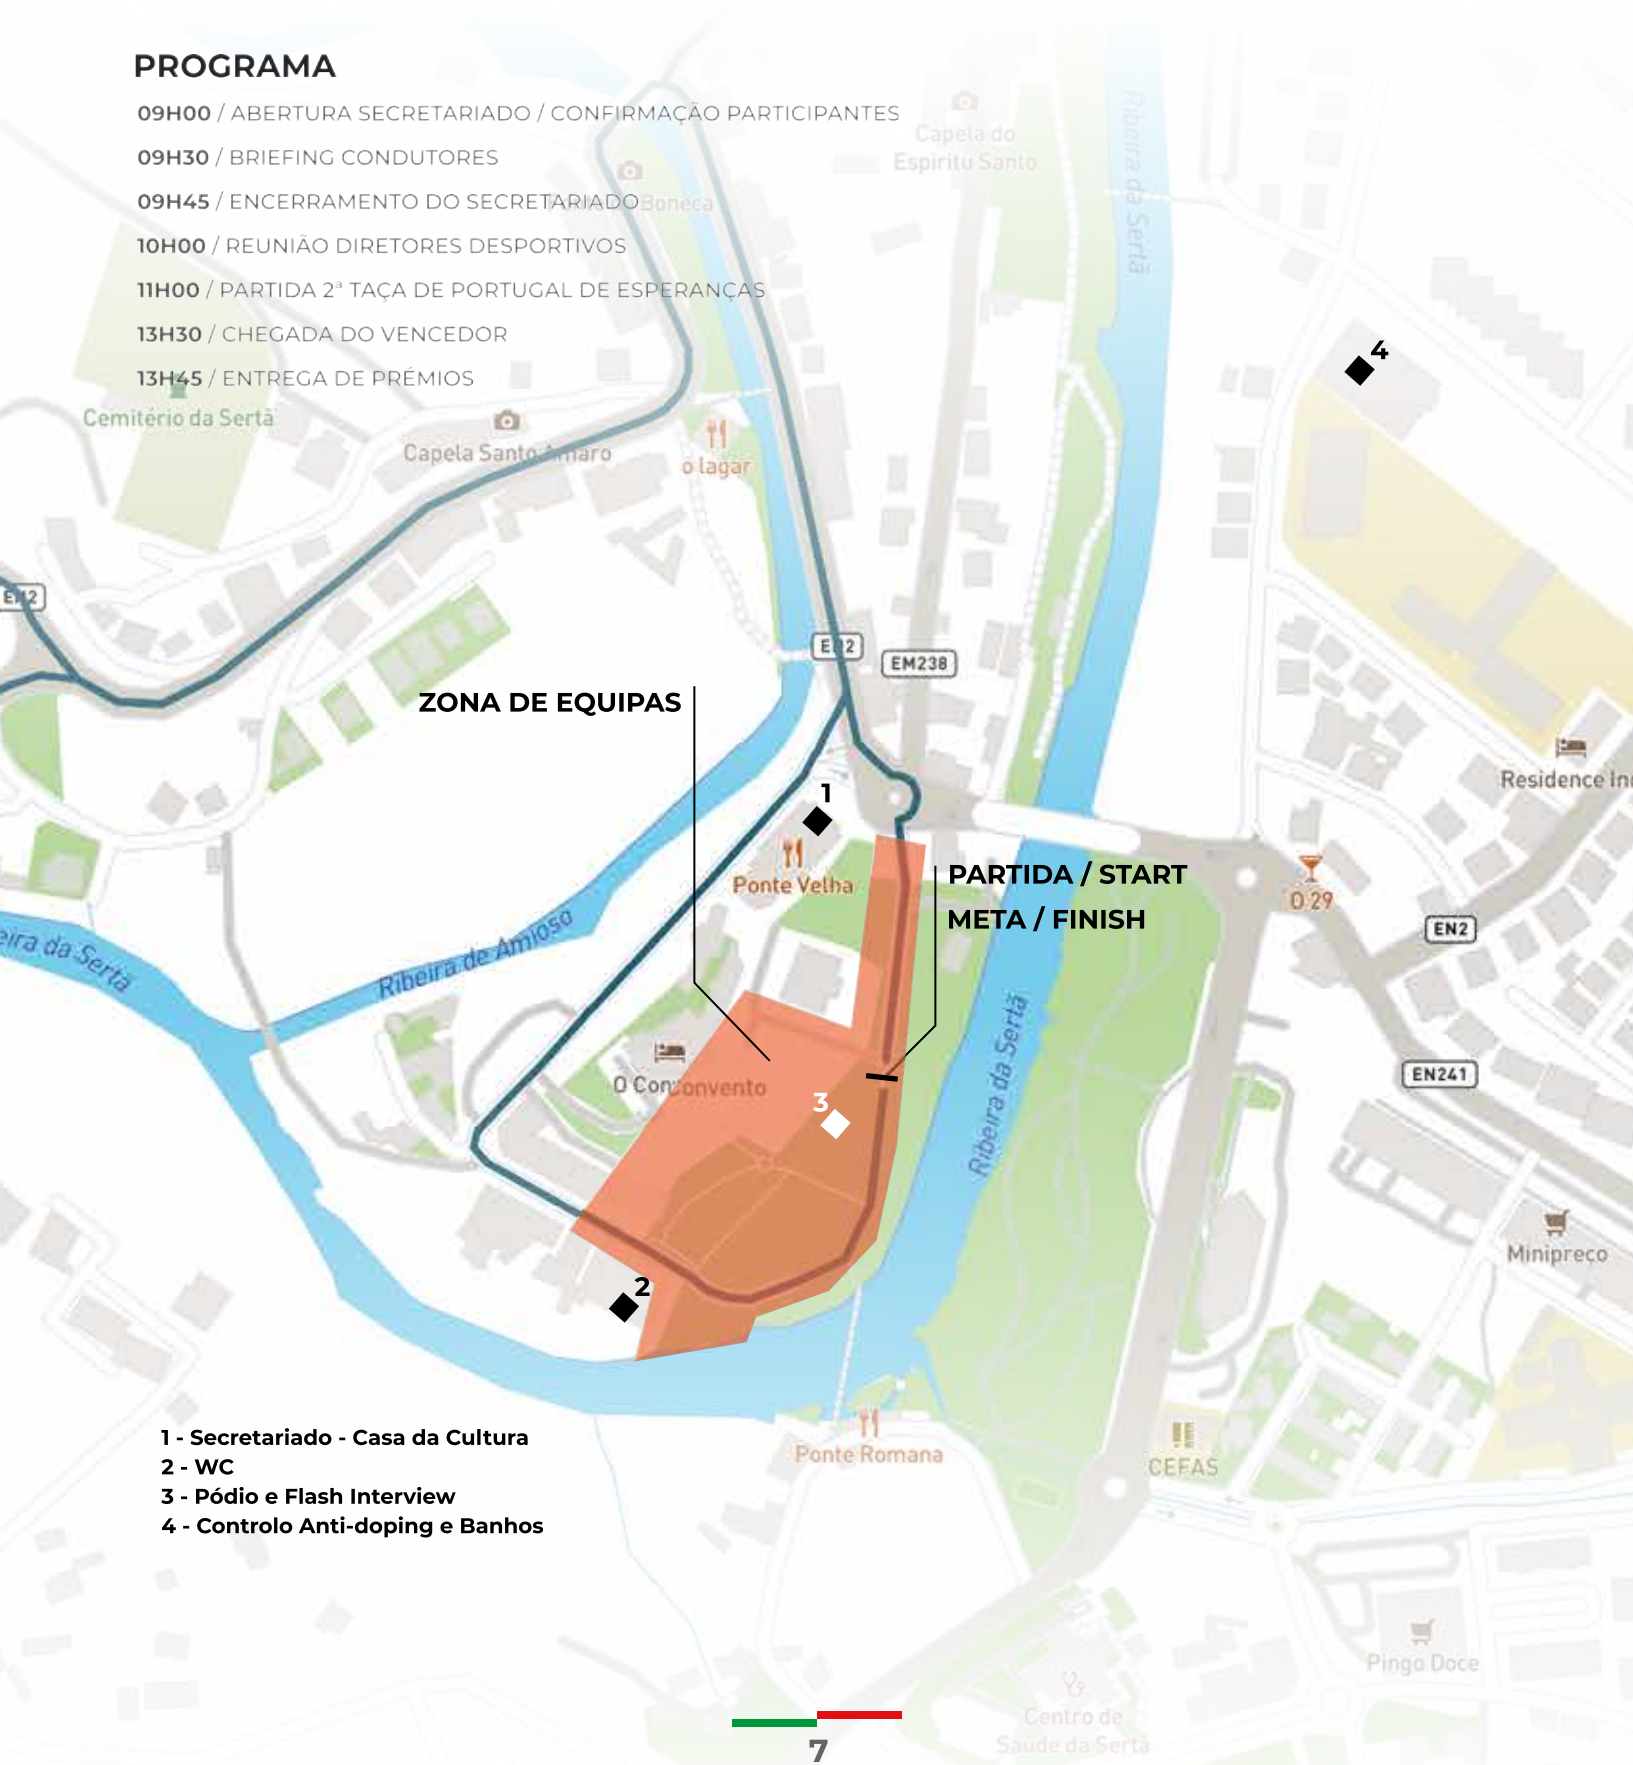 PROGRAMA
09H00 / ABERTURA SECRETARIADO / CONFIRMAÇÃO PARTICIPANTES
09H30 / BRIEFING CONDUTORES
09H45 / ENCERRAMENTO DO SECRETARIADO
10H00 / REUNIÃO DIRETORES DESPORTIVOS
11H00 / PARTIDA 2ª TAÇA DE PORTUGAL DE ESPERANÇAS
13H30 / CHEGADA DO VENCEDOR
13H45 / ENTREGA DE PRÉMIOS
Capela do
Espiritu Santo
Ribeira da Sertã
Boneca
4
Cemitério da Sertã
Capela Santo Amaro
o lagar
EN2
EN2
EM238
ZONA DE EQUIPAS
Residence Inn
1
Ponte Velha
PARTIDA / START
META / FINISH
O 29
EN2
eira da Sertã
Ribeira de Amioso
Ribeira da Sertã
O Convento
EN241
3
Minipreco
2
1 - Secretariado - Casa da Cultura
2 - WC
3 - Pódio e Flash Interview
4 - Controlo Anti-doping e Banhos
Ponte Romana
CEFAS
Pingo Doce
Centro de
Saúde da Sertã
7